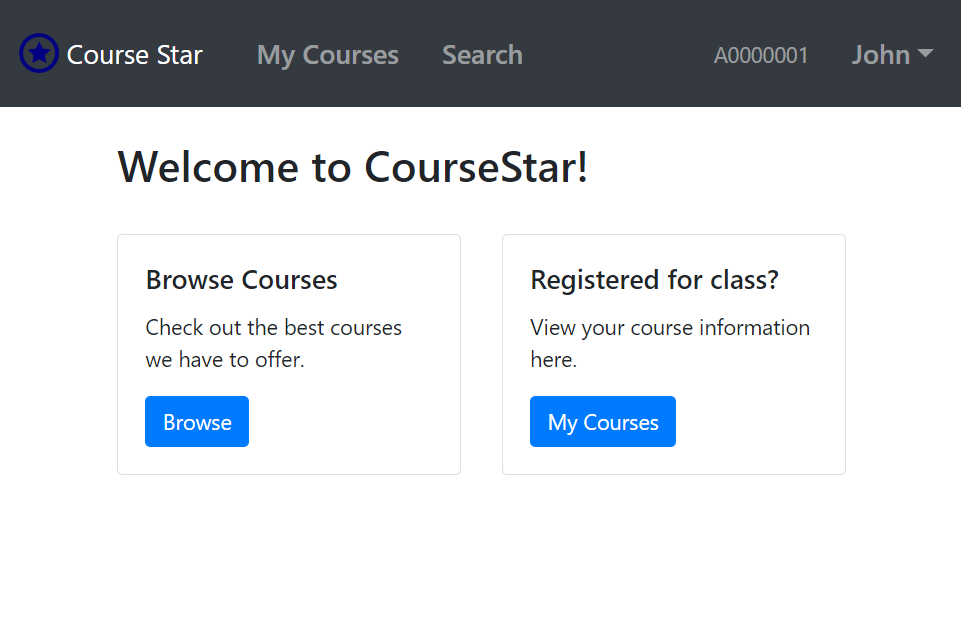 Course Star My Courses Search A0000001 John
Welcome to CourseStar!
Browse Courses
Check out the best courses
we have to offer.
Browse
Registered for class?
View your course information
here.
My Courses